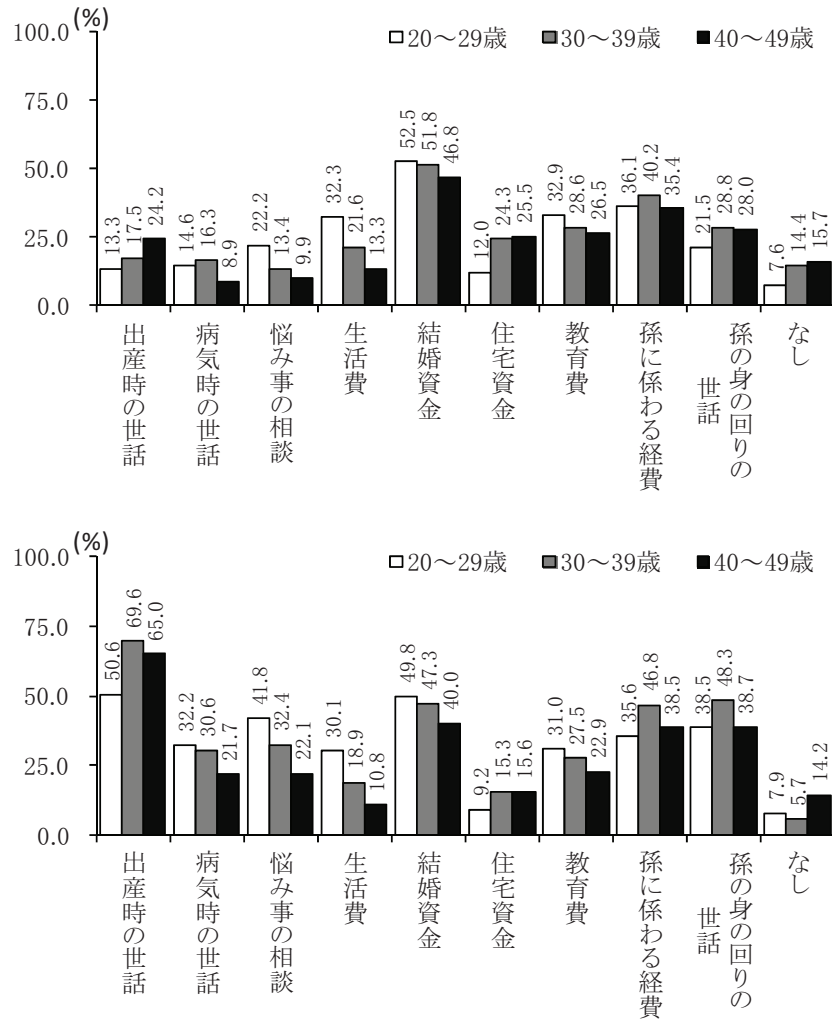 (%)
□20～29歳 ■30～39歳 ■40～49歳
100.0
75.0
50.0
25.0
0.0
13.3 17.5 24.2
14.6 16.3 8.9
22.2 13.4 9.9
32.3 21.6 13.3
52.5 51.8 46.8
12.0 24.3 25.5
32.9 28.6 26.5
36.1 40.2 35.4
21.5 28.8 28.0
7.6 14.4 15.7
出産時の世話
病気時の世話
悩み事の相談
生活費
結婚資金
住宅資金
教育費
孫に係わる経費
孫の身の回りの
世話
なし
(%)
□20～29歳 ■30～39歳 ■40～49歳
100.0
75.0
50.0
25.0
0.0
50.6 69.6 65.0
32.2 30.6 21.7
41.8 32.4 22.1
30.1 18.9 10.8
49.8 47.3 40.0
9.2 15.3 15.6
31.0 27.5 22.9
35.6 46.8 38.5
38.5 48.3 38.7
7.9 5.7 14.2
出産時の世話
病気時の世話
悩み事の相談
生活費
結婚資金
住宅資金
教育費
孫に係わる経費
孫の身の回りの
世話
なし